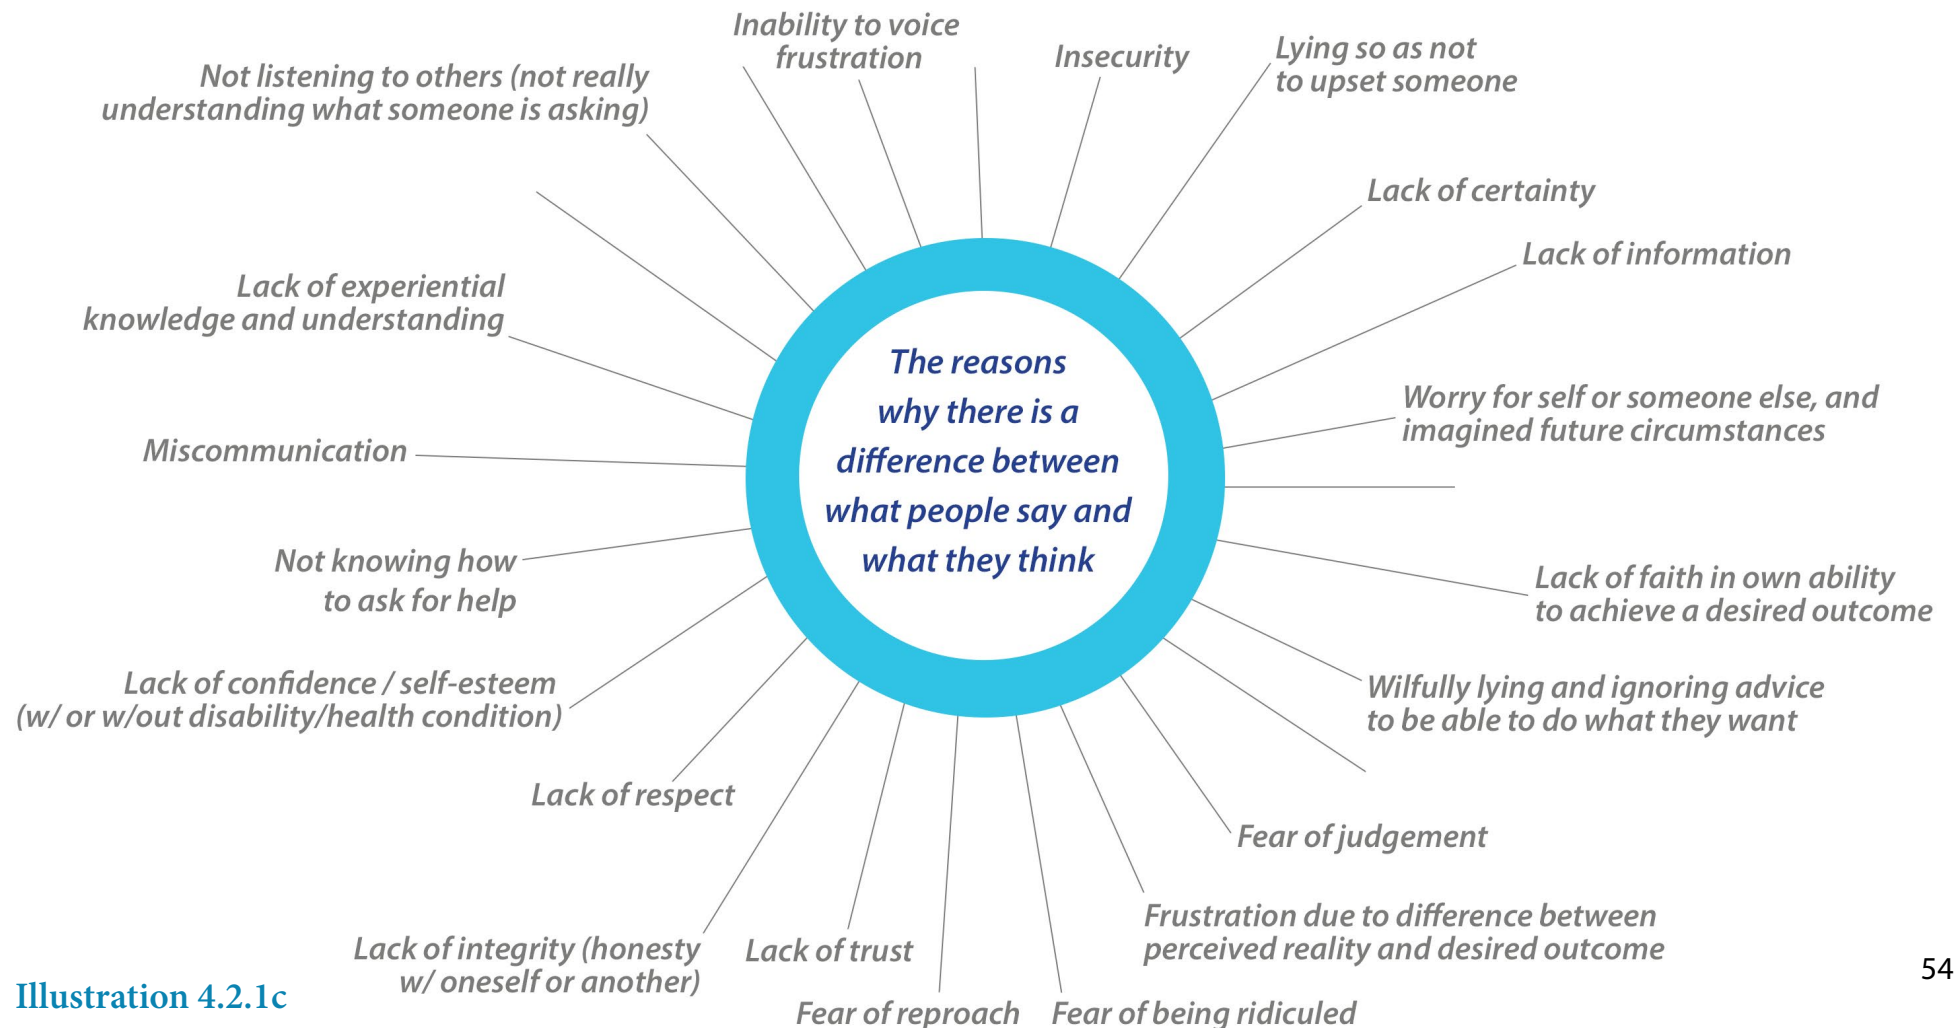 Inability to voice
frustration
Insecurity
Lying so as not
to upset someone
Not listening to others (not really
understanding what someone is asking)
Lack of certainty
Lack of information
Lack of experiential
knowledge and understanding
The reasons
why there is a
difference between
what people say and
what they think
Worry for self or someone else, and
imagined future circumstances
Miscommunication
Not knowing how
to ask for help
Lack of faith in own ability
to achieve a desired outcome
Lack of confidence / self-esteem
(w/ or w/out disability/health condition)
Wilfully lying and ignoring advice
to be able to do what they want
Lack of respect
Fear of judgement
Lack of integrity (honesty
w/ oneself or another)
Lack of trust
Frustration due to difference between
perceived reality and desired outcome
Fear of reproach
Fear of being ridiculed
Illustration 4.2.1c
54